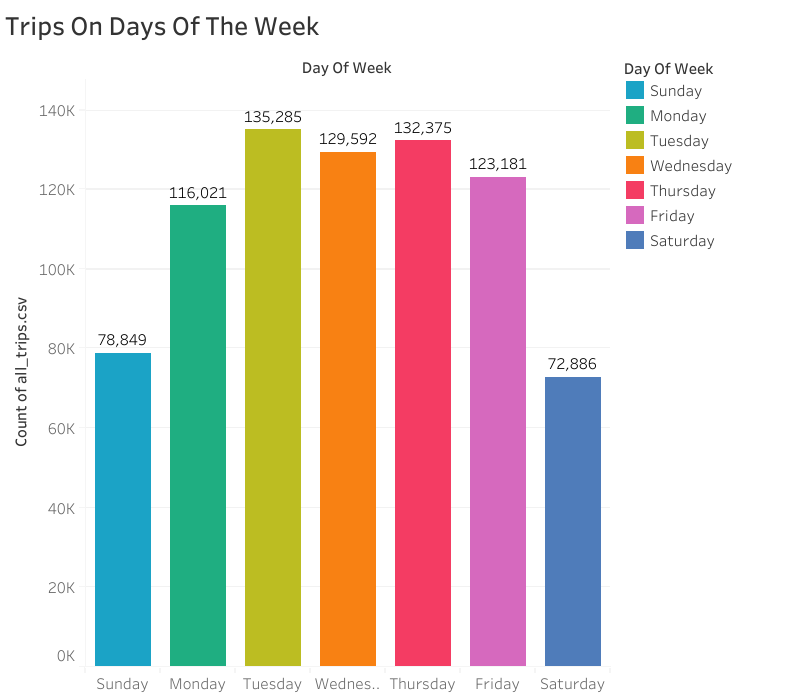 Trips On Days Of The Week
Day Of Week
140K
120K
100K
80K
60K
40K
20K
0K
Count of all_trips.csv
78,849
116,021
135,285
129,592
132,375
123,181
72,886
Sunday
Monday
Tuesday
Wednes..
Thursday
Friday
Saturday
Day Of Week
Sunday
Monday
Tuesday
Wednesday
Thursday
Friday
Saturday